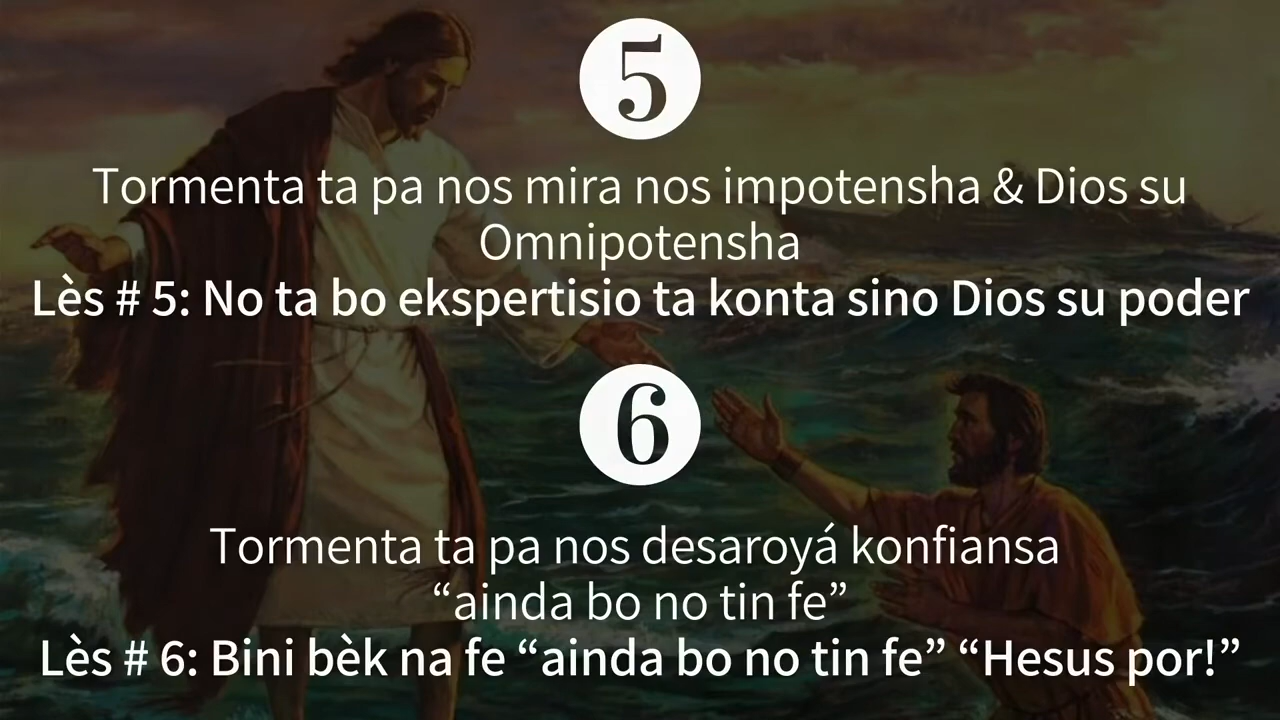 5
Tormenta ta pa nos mira nos impotensha & Dios su
Omnipotensha
Lès # 5: No ta bo ekspertisio ta konta sino Dios su poder
6
Tormenta ta pa nos desaroyá konfiansa
“ainda bo no tin fe”
Lès # 6: Bini bèk na fe “ainda bo no tin fe” “Hesus por!”